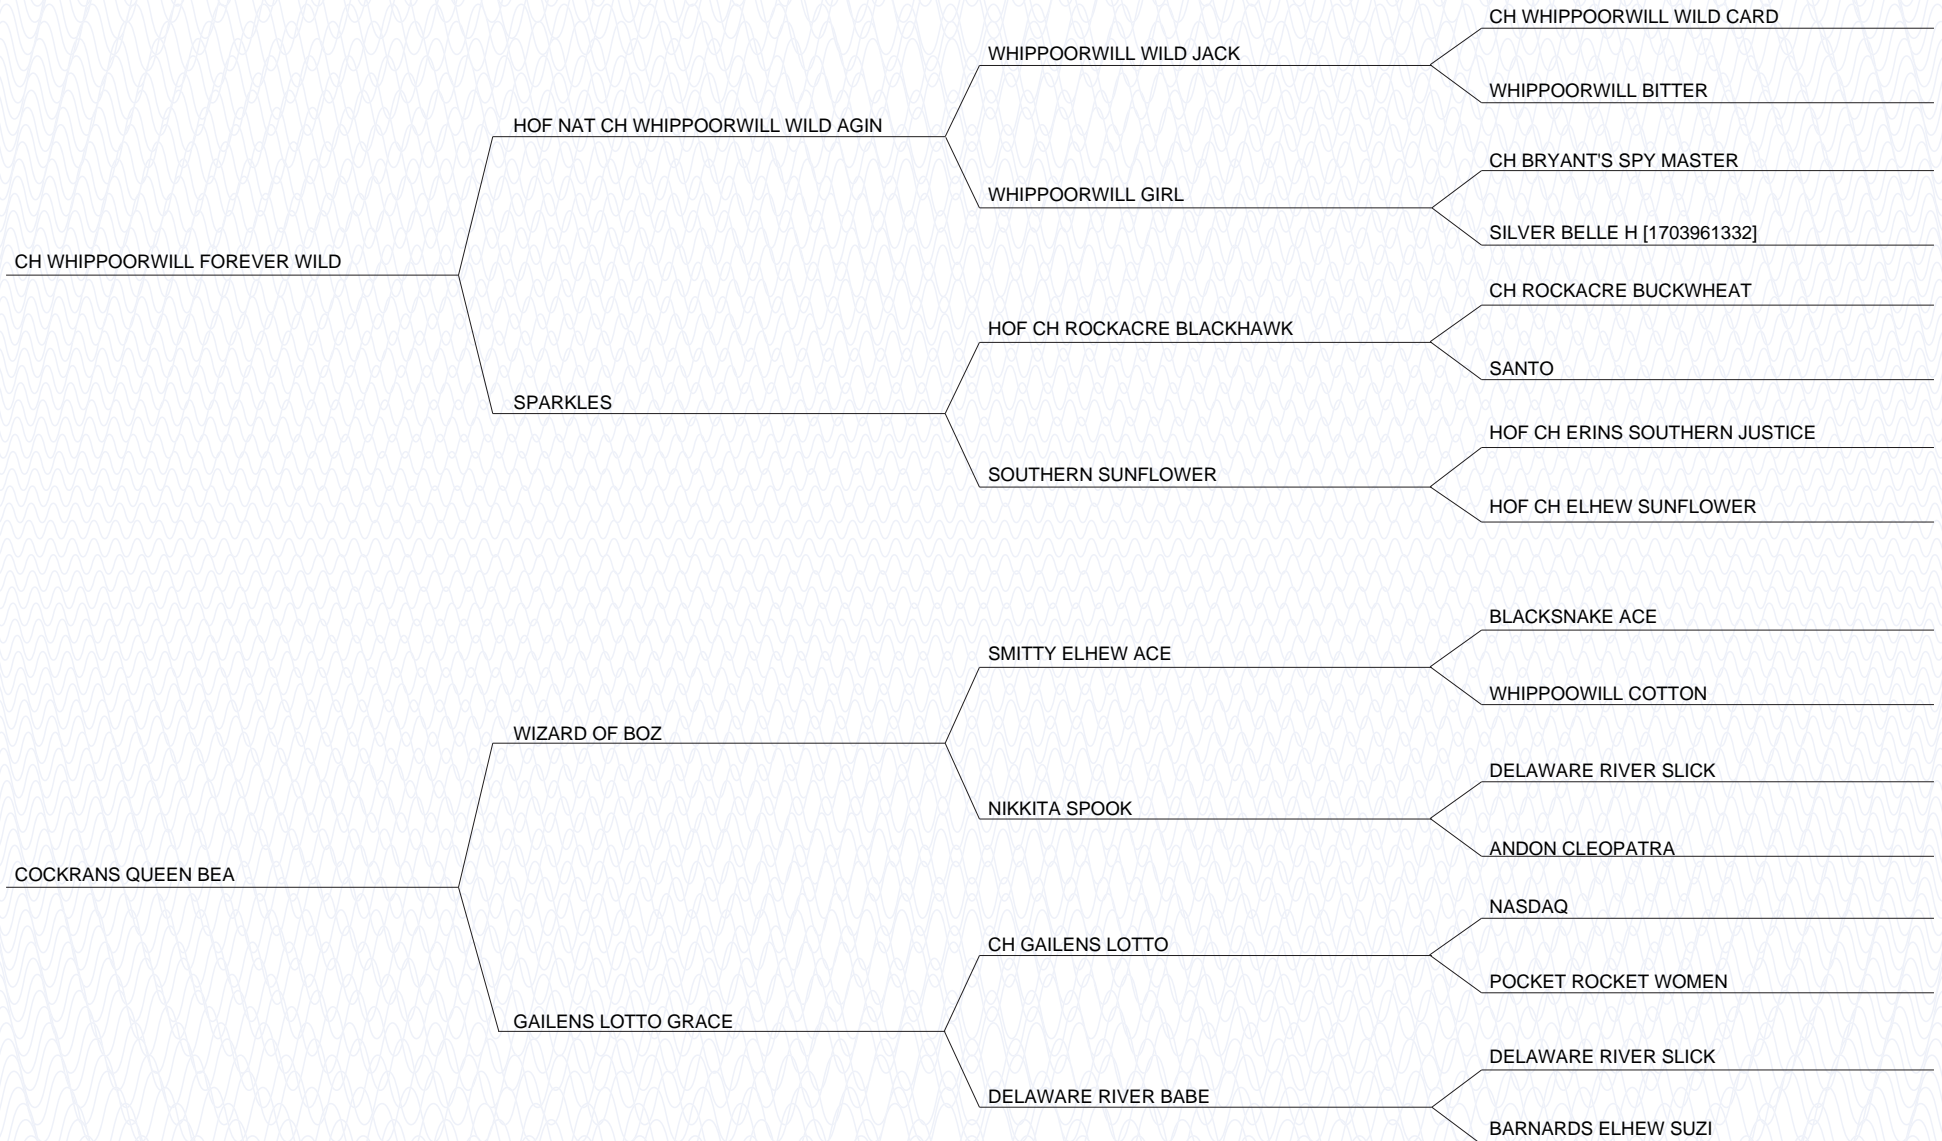 CH WHIPPOORWILL WILD CARD
WHIPPOORWILL WILD JACK
WHIPPOORWILL BITTER
HOF NAT CH WHIPPOORWILL WILD AGIN
CH BRYANT'S SPY MASTER
WHIPPOORWILL GIRL
SILVER BELLE H [1703961332]
CH WHIPPOORWILL FOREVER WILD
CH ROCKACRE BUCKWHEAT
HOF CH ROCKACRE BLACKHAWK
SANTO
SPARKLES
HOF CH ERINS SOUTHERN JUSTICE
SOUTHERN SUNFLOWER
HOF CH ELHEW SUNFLOWER
BLACKSNAKE ACE
SMITTY ELHEW ACE
WHIPPOOWILL COTTON
WIZARD OF BOZ
DELAWARE RIVER SLICK
NIKKITA SPOOK
ANDON CLEOPATRA
COCKRANS QUEEN BEA
NASDAQ
CH GAILENS LOTTO
POCKET ROCKET WOMEN
GAILENS LOTTO GRACE
DELAWARE RIVER SLICK
DELAWARE RIVER BABE
BARNARDS ELHEW SUZI